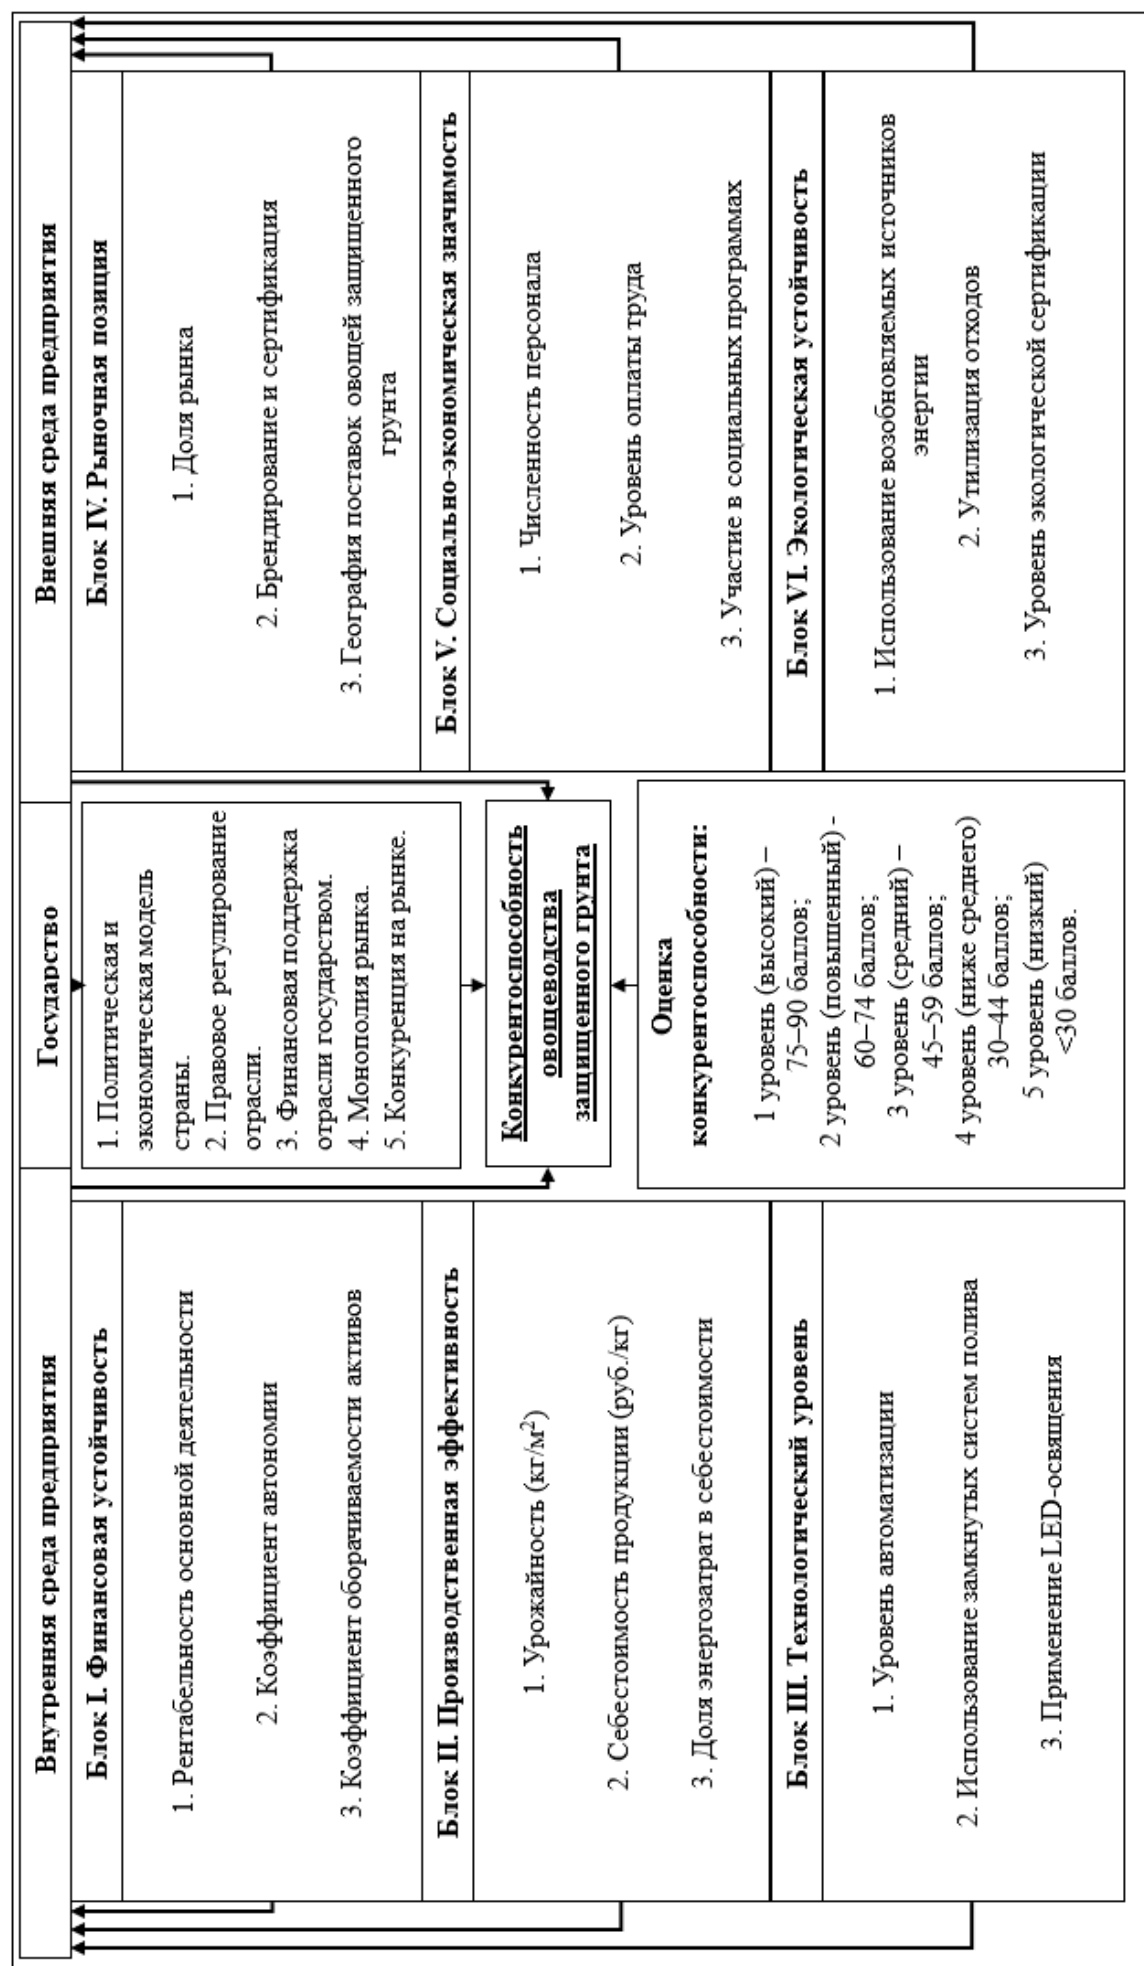 Внутренняя среда предприятия
Блок I. Финансовая устойчивость
1. Рентабельность основной деятельности
2. Коэффициент автономии
3. Коэффициент оборачиваемости активов
Блок II. Производственная эффективность
1. Урожайность (кг/м²)
2. Себестоимость продукции (руб./кг)
3. Доля энергозатрат в себестоимости
Блок III. Технологический уровень
1. Уровень автоматизации
2. Использование замкнутых систем полива
3. Применение LED-освящения
Государство
1. Политическая и
экономическая модель
страны.
2. Правовое регулирование
отрасли.
3. Финансовая поддержка
отрасли государством.
4. Монополия рынка.
5. Конкуренция на рынке.
Конкурентоспособность
овощеводства
защищенного грунта
Оценка
конкурентоспособности:
1 уровень (высокий) –
75–90 баллов;
2 уровень (повышенный) -
60–74 баллов;
3 уровень (средний) –
45–59 баллов;
4 уровень (ниже среднего)
30–44 баллов;
5 уровень (низкий)
<30 баллов.
Внешняя среда предприятия
Блок IV. Рыночная позиция
1. Доля рынка
2. Брендирование и сертификация
3. География поставок овощей защищенного
грунта
Блок V. Социально-экономическая значимость
1. Численность персонала
2. Уровень оплаты труда
3. Участие в социальных программах
Блок VI. Экологическая устойчивость
1. Использование возобновляемых источников
энергии
2. Утилизация отходов
3. Уровень экологической сертификации